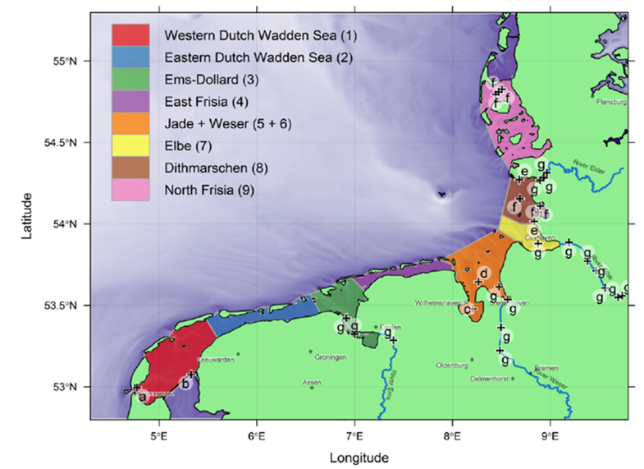 Western Dutch Wadden Sea (1)
Eastern Dutch Wadden Sea (2)
Ems-Dollard (3)
East Frisia (4)
Jade + Weser (5 + 6)
Elbe (7)
Dithmarschen (8)
North Frisia (9)
55°N
54.5°N
54°N
53.5°N
53°N
Latitude
5°E
6°E
7°E
8°E
9°E
Longitude
Flensburg
River Eider
Wilhelmshaven
Groningen
Assen
Oldenburg
Bremen
Delmenhorst
River Ems
River Weser
f
f
f
g
e
g
g
f
f
f
e
g
g
g
g
g
g
d
g
c
g
g
g
g
g
g
b
a